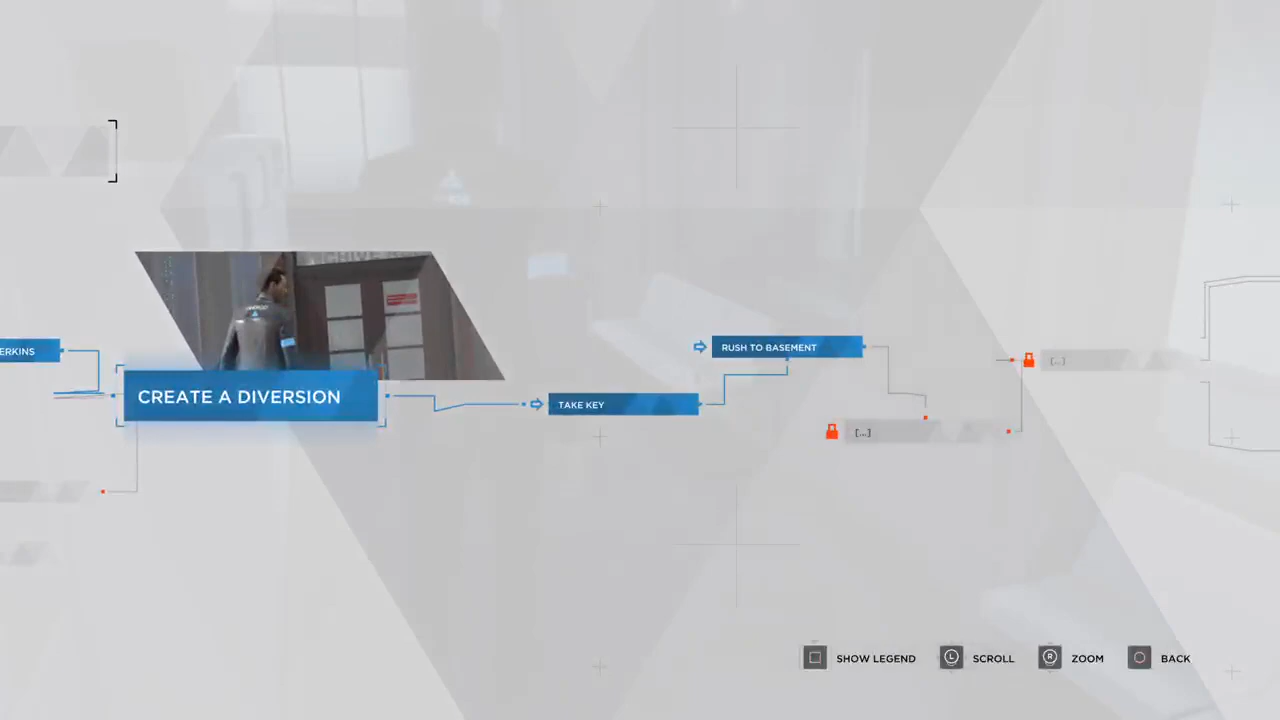 ERKINS
CREATE A DIVERSION
TAKE KEY
RUSH TO BASEMENT
[...]
[...]
SHOW LEGEND
L
SCROLL
R
ZOOM
BACK